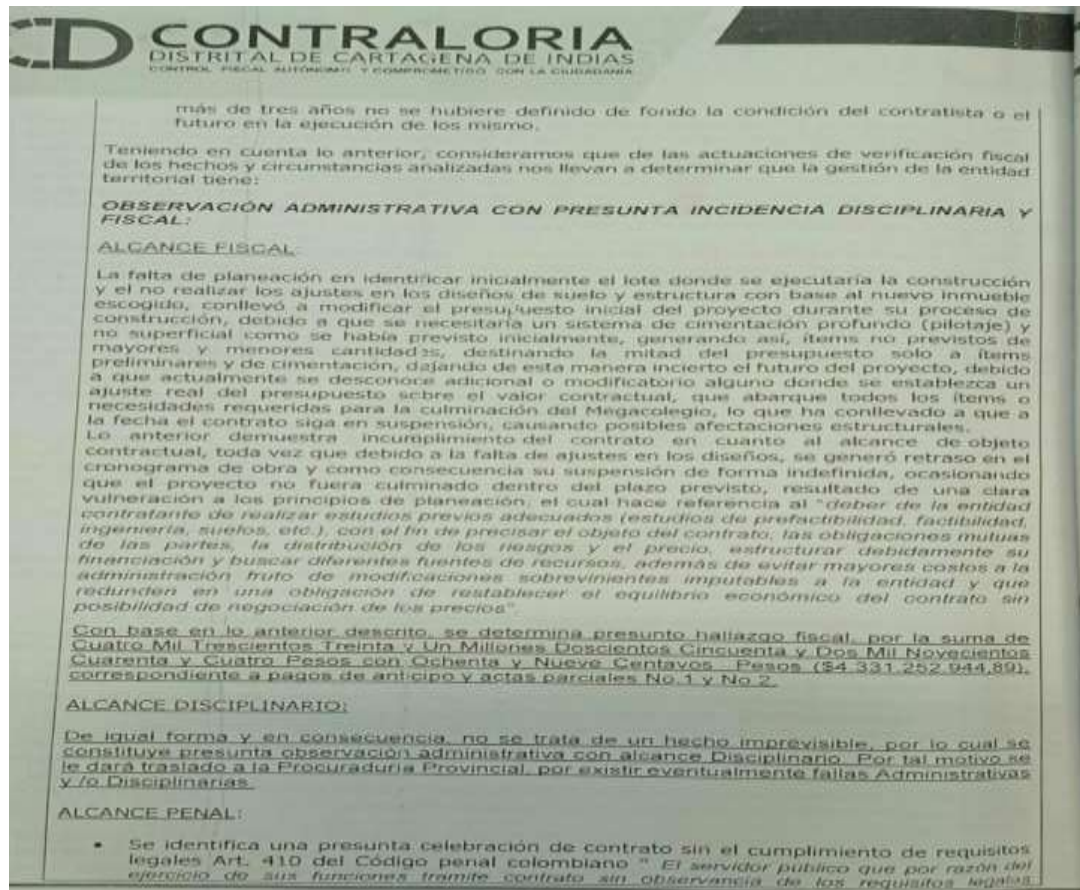 CD CONTRALORIA
DISTRITAL DE CARTAGENA DE INDIAS
CONTROL FISCAL AUTÓNOMO Y COMPROMETIDO CON LA CIUDADANIA
más de tres años no se hubiere definido de fondo la condición del contratista o el
futuro en la ejecución de los mismo.
Teniendo en cuenta lo anterior, consideramos que de las actuaciones de verificación fiscal
de los hechos y circunstancias analizadas nos llevan a determinar que la gestión de la entidad
territorial tiene:
OBSERVACIÓN ADMINISTRATIVA CON PRESUNTA INCIDENCIA DISCIPLINARIA Y
FISCAL:
ALCANCE FISCAL:
La falta de planeación en identificar inicialmente el lote donde se ejecutaría la construcción
y el no realizar los ajustes en los diseños de suelo y estructura con base al nuevo inmueble
escogido, conllevó a modificar el presupuesto inicial del proyecto durante su proceso de
construcción, debido a que se necesitaría un sistema de cimentación profundo (pilotaje) y
no superficial como se había previsto inicialmente, generando así, ítems no previstos de
mayores y menores cantidades, destinando la mitad del presupuesto solo a ítems
preliminares y de cimentación, dejando de esta manera incierto el futuro del proyecto, debido
a que actualmente se desconoce adicional o modificatorio alguno donde se establezca un
ajuste real del presupuesto sobre el valor contractual, que abarque todos los ítems o
necesidades requeridas para la culminación del Megacolegio, lo que ha conllevado a que a
la fecha el contrato siga en suspensión, causando posibles afectaciones estructurales.
Lo anterior demuestra incumplimiento del contrato en cuanto al alcance de objeto
contractual, toda vez que debido a la falta de ajustes en los diseños, se generó retraso en el
cronograma de obra y como consecuencia su suspensión de forma indefinida, ocasionando
que el proyecto no fuera culminado dentro del plazo previsto, resultado de una clara
vulneración a los principios de planeación, el cual hace referencia al "deber de la entidad
contratante de realizar estudios previos adecuados (estudios de prefactibilidad, factibilidad,
ingeniería, suelos, etc.), con el fin de precisar el objeto del contrato, las obligaciones mutuas
de las partes, la distribución de los riesgos y el precio, estructurar debidamente su
financiación y buscar diferentes fuentes de recursos, además de evitar mayores costos a la
administración fruto de modificaciones sobrevinientes imputables a la entidad y que
redunden en una obligación de restablecer el equilibrio económico del contrato sin
posibilidad de negociación de los precios".
Con base en lo anterior descrito, se determina presunto hallazgo fiscal, por la suma de
Cuatro Mil Trescientos Treinta y Un Millones Doscientos Cincuenta y Dos Mil Novecientos
Cuarenta y Cuatro Pesos con Ochenta y Nueve Centavos Pesos ($4.331.252.944,89),
correspondiente a pagos de anticipo y actas parciales No.1 y No.2.
ALCANCE DISCIPLINARIO:
De igual forma y en consecuencia, no se trata de un hecho imprevisible, por lo cual se
constituye presunta observación administrativa con alcance Disciplinario. Por tal motivo se
le dará traslado a la Procuraduría Provincial, por existir eventualmente fallas Administrativas
y /o Disciplinarias.
ALCANCE PENAL:
• Se identifica una presunta celebración de contrato sin el cumplimiento de requisitos
legales Art. 410 del Código penal colombiano " El servidor público que por razón del
ejercicio de sus funciones tramite contrato sin observancia de los requisitos legales